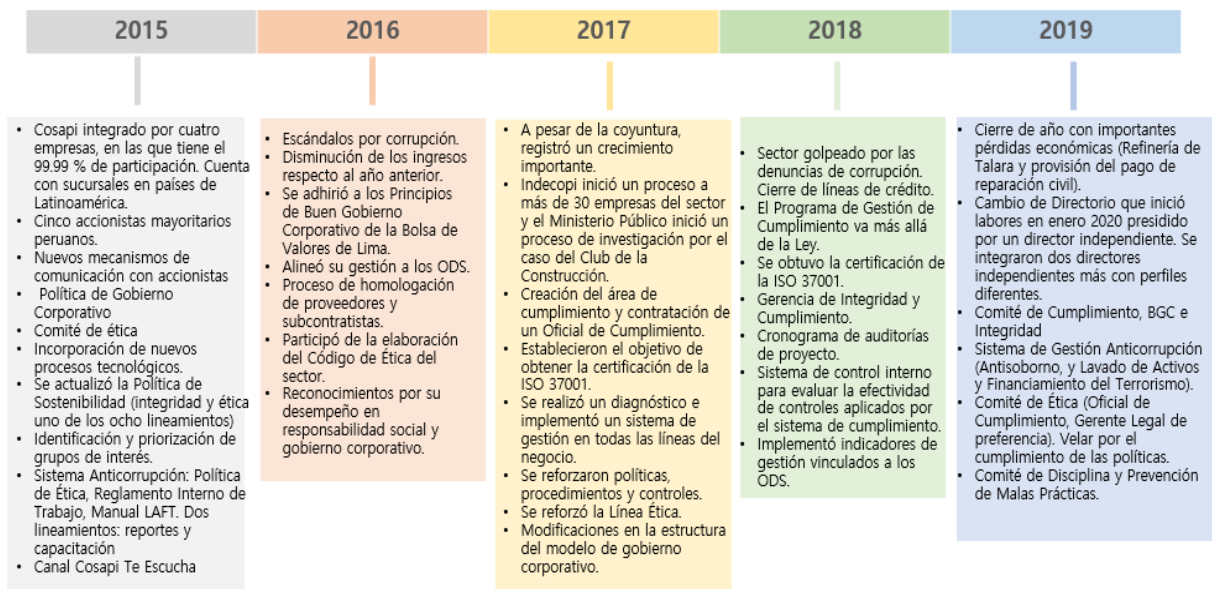 2015
2016
2017
2018
2019
• Cosapi integrado por cuatro
empresas, en las que tiene el
99.99 % de participación. Cuenta
con sucursales en países de
Latinoamérica.
• Cinco accionistas mayoritarios
peruanos.
• Nuevos mecanismos de
comunicación con accionistas
• Política de Gobierno
Corporativo
• Comité de ética
• Incorporación de nuevos
procesos tecnológicos.
• Se actualizó la Política de
Sostenibilidad (integridad y ética
uno de los ocho lineamientos)
• Identificación y priorización de
grupos de interés.
• Sistema Anticorrupción: Política
de Ética, Reglamento Interno de
Trabajo, Manual LAFT. Dos
lineamientos: reportes y
capacitación
• Canal Cosapi Te Escucha
• Escándalos por corrupción.
• Disminución de los ingresos
respecto al año anterior.
• Se adhirió a los Principios
de Buen Gobierno
Corporativo de la Bolsa de
Valores de Lima.
• Alineó su gestión a los ODS.
• Proceso de homologación
de proveedores y
subcontratistas.
• Participó de la elaboración
del Código de Ética del
sector.
• Reconocimientos por su
desempeño en
responsabilidad social y
gobierno corporativo.
• A pesar de la coyuntura,
registró un crecimiento
importante.
• Indecopi inició un proceso a
más de 30 empresas del sector
y el Ministerio Público inició un
proceso de investigación por el
caso del Club de la
Construcción.
• Creación del área de
cumplimiento y contratación de
un Oficial de Cumplimiento.
• Establecieron el objetivo de
obtener la certificación de la
ISO 37001.
• Se realizó un diagnóstico e
implementó un sistema de
gestión en todas las líneas del
negocio.
• Se reforzaron políticas,
procedimientos y controles.
• Se reforzó la Línea Ética.
• Modificaciones en la estructura
del modelo de gobierno
corporativo.
• Sector golpeado por las
denuncias de corrupción.
Cierre de líneas de crédito.
• El Programa de Gestión de
Cumplimiento va más allá
de la Ley.
• Se obtuvo la certificación de
la ISO 37001.
• Gerencia de Integridad y
Cumplimiento.
• Cronograma de auditorías
de proyecto.
• Sistema de control interno
para evaluar la efectividad
de controles aplicados por
el sistema de cumplimiento.
• Implementó indicadores de
gestión vinculados a los
ODS.
• Cierre de año con importantes
pérdidas económicas (Refinería de
Talara y provisión del pago de
reparación civil).
• Cambio de Directorio que inició
labores en enero 2020 presidido
por un director independiente. Se
integraron dos directores
independientes más con perfiles
diferentes.
• Comité de Cumplimiento, BGC e
Integridad
• Sistema de Gestión Anticorrupción
(Antisoborno, y Lavado de Activos
y Financiamiento del Terrorismo).
• Comité de Ética (Oficial de
Cumplimiento, Gerente Legal de
preferencia). Velar por el
cumplimiento de las políticas.
• Comité de Disciplina y Prevención
de Malas Prácticas.